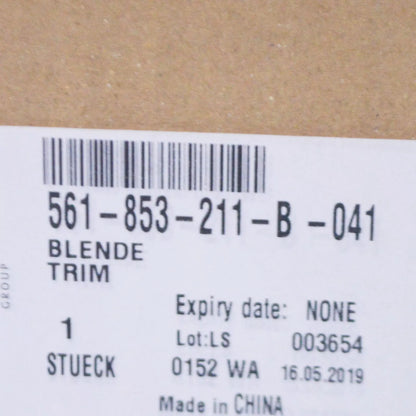 561-853-211-B -041
BLENDE
TRIM
GROUP
Expiry date: NONE
1
Lot:LS 003654
STUECK 0152 WA 16.05.2019
Made in CHINA